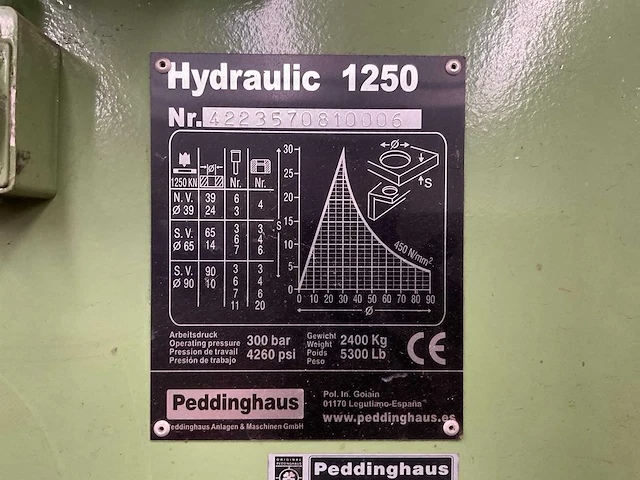 Hydraulic 1250
Nr. 4223570810006
1250 KN Ø Nr. Nr.
N. V. 39 6 4
Ø 39 24 3
S. V. 65 3 3
Ø 65 14 6 4
7 6
S. V. 90 3 3
Ø 90 10 6 4
7 6
11 20
30
25
20
S
15
10
5
0
0 10 20 30 40 50 60 70 80 90
Ø
450 N/mm²
Ø
S
Arbeitsdruck
Operating pressure
Pression de travail
Presión de trabajo
300 bar
4260 psi
Gewicht
Weight
Poids
Peso
2400 Kg
5300 Lb
CE
Peddinghaus
Peddinghaus Anlagen & Maschinen GmbH
Pol. In. Goiain
01170 Legutiano-España
www.peddinghaus.es
ORIGINAL
PEDDINGHAUS
Peddinghaus